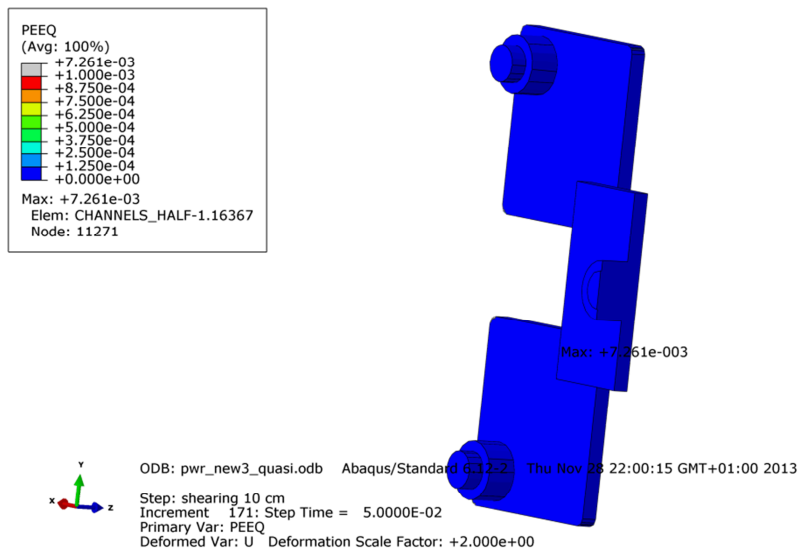 PEEQ
(Avg: 100%)
+7.261e-03
+1.000e-03
+8.750e-04
+7.500e-04
+6.250e-04
+5.000e-04
+3.750e-04
+2.500e-04
+1.250e-04
+0.000e+00
Max: +7.261e-03
Elem: CHANNELS_HALF-1.16367
Node: 11271
Max: +7.261e-003
Y
X
Z
ODB: pwr_new3_quasi.odb Abaqus/Standard 6.12-2 Thu Nov 28 22:00:15 GMT+01:00 2013
Step: shearing 10 cm
Increment 171: Step Time = 5.0000E-02
Primary Var: PEEQ
Deformed Var: U Deformation Scale Factor: +2.000e+00